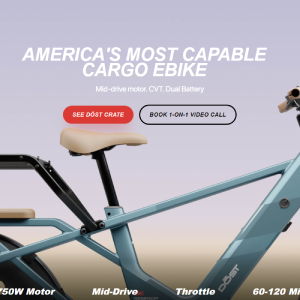 AMERICA'S MOST CAPABLE
CARGO EBIKE
Mid-drive motor. CVT. Dual Battery
SEE DÖST CRATE
BOOK 1-ON-1 VIDEO CALL
DÖST
750W Motor
Mid-Drive
Throttle
60-120 Mi